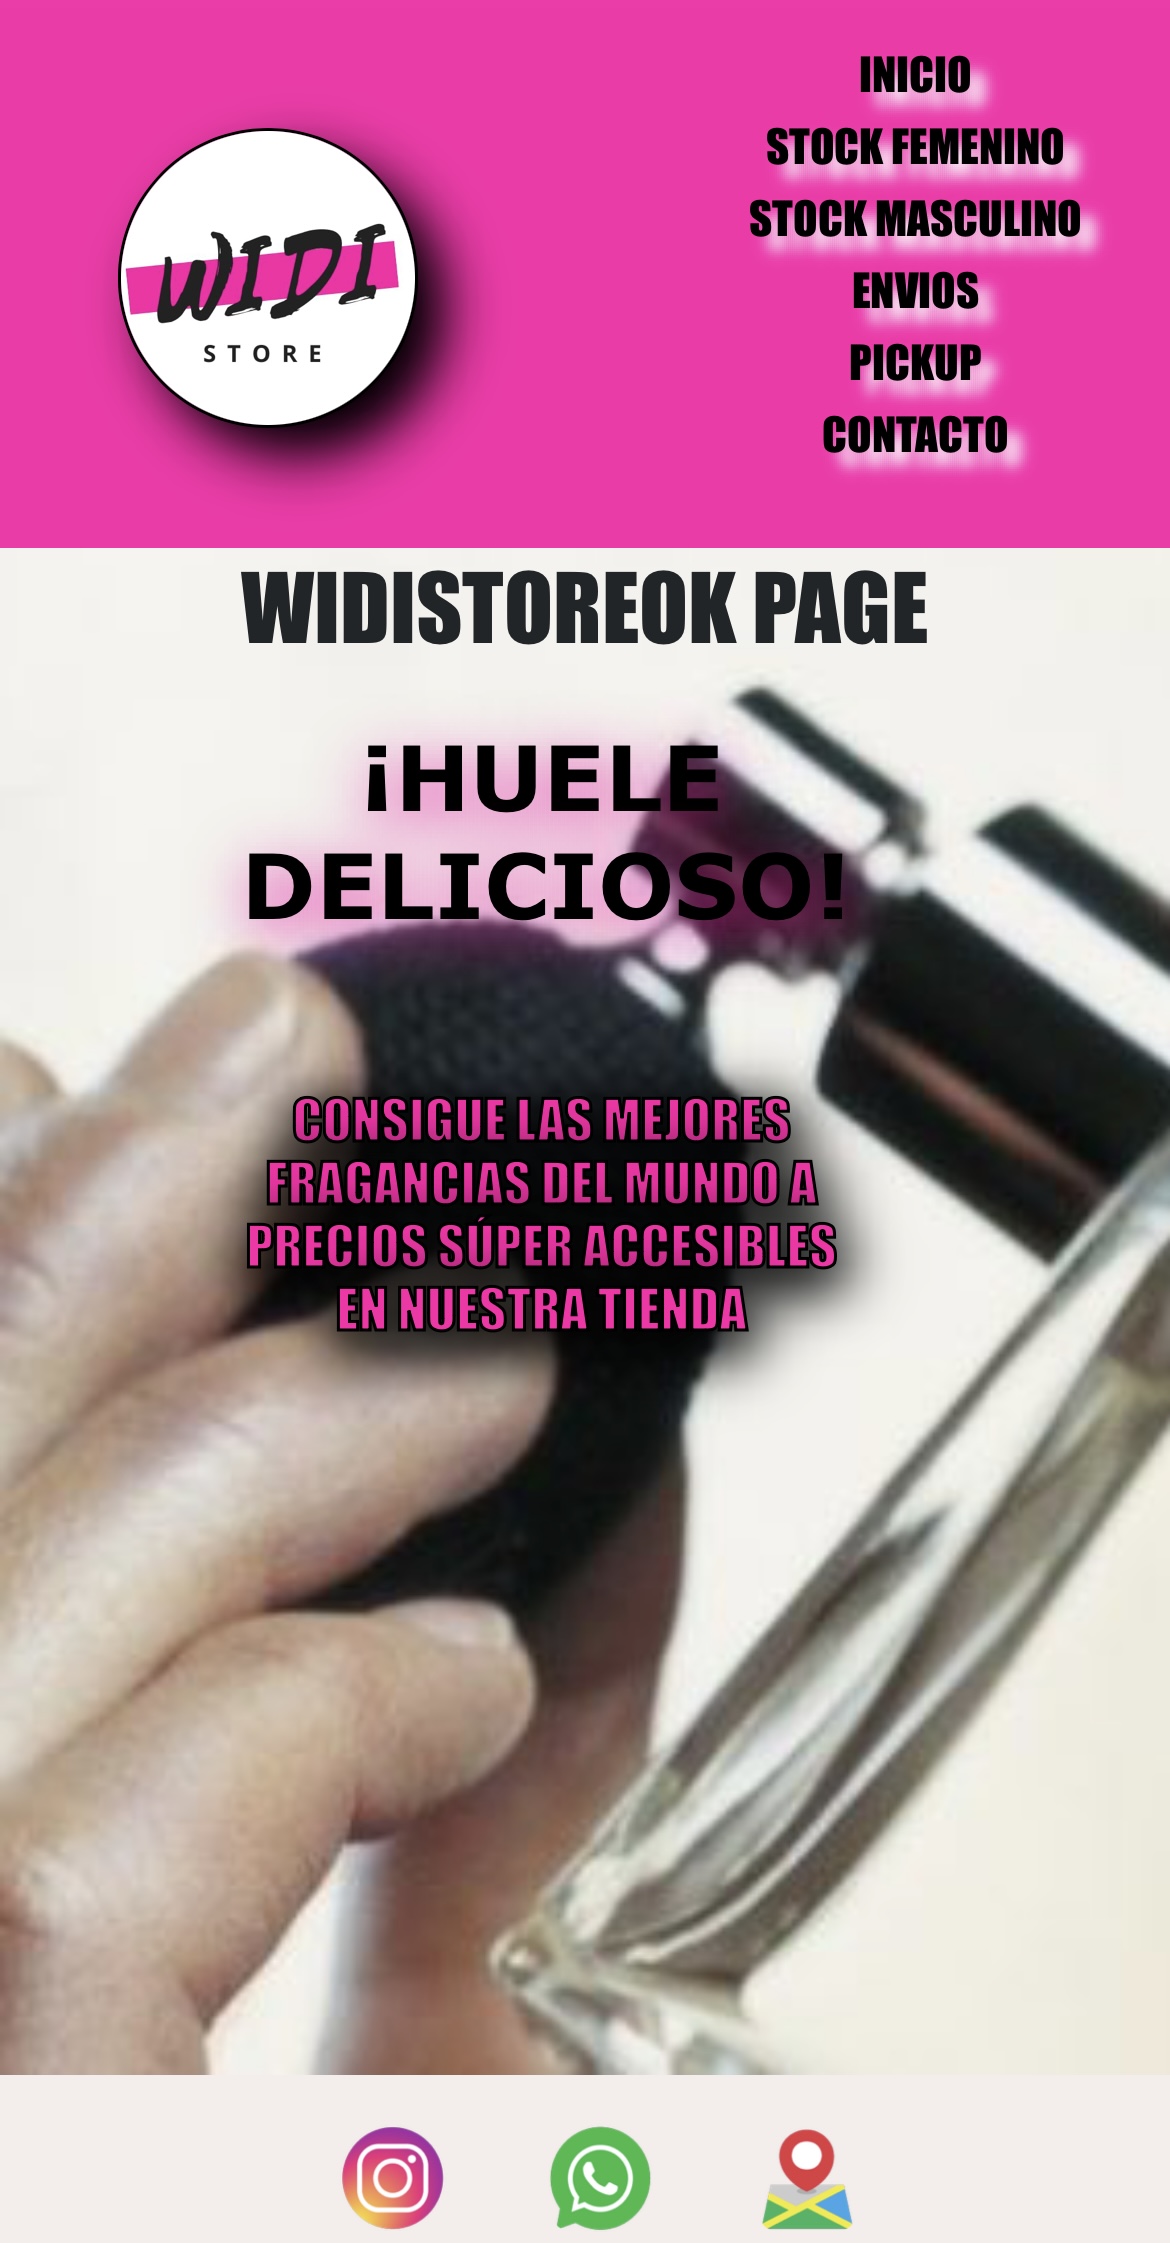 WIDI
STORE
INICIO
STOCK FEMENINO
STOCK MASCULINO
ENVIOS
PICKUP
CONTACTO
WIDISTOREOK PAGE
¡HUELE
DELICIOSO!
CONSIGUE LAS MEJORES
FRAGANCIAS DEL MUNDO A
PRECIOS SÚPER ACCESIBLES
EN NUESTRA TIENDA